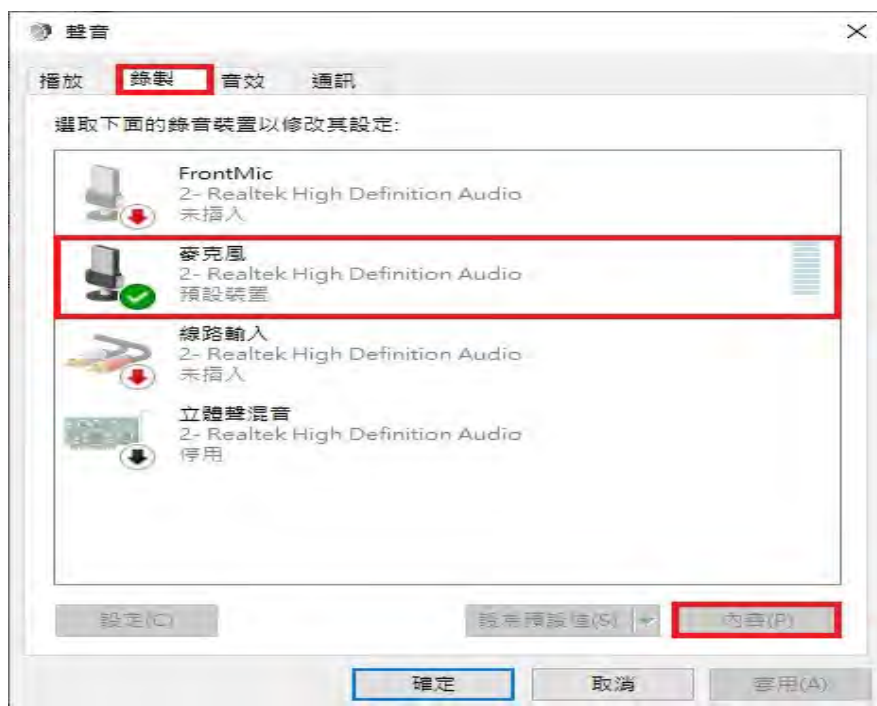 聲音
播放 錄製 音效 通訊
選取下面的錄音裝置以修改其設定:
FrontMic
2- Realtek High Definition Audio
未插入
麥克風
2- Realtek High Definition Audio
預設裝置
線路輸入
2- Realtek High Definition Audio
未插入
立體聲混音
2- Realtek High Definition Audio
停用
設定(C) 設為預設值(S) 內容(P)
確定 取消 套用(A)